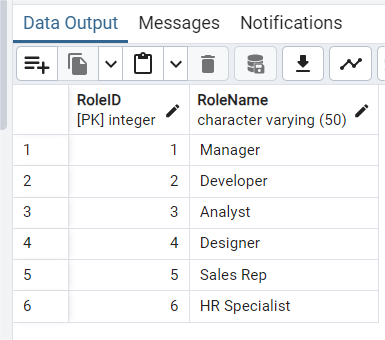 Data Output Messages Notifications
RoleID RoleName
[PK] integer character varying (50)
1 1 Manager
2 2 Developer
3 3 Analyst
4 4 Designer
5 5 Sales Rep
6 6 HR Specialist